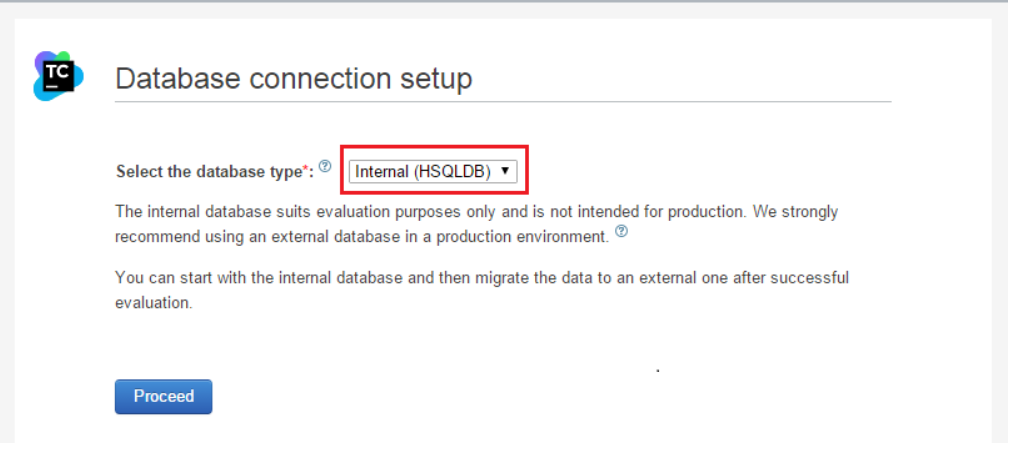 TC
Database connection setup
Select the database type*: ? Internal (HSQLDB) ▼
The internal database suits evaluation purposes only and is not intended for production. We strongly
recommend using an external database in a production environment. ?
You can start with the internal database and then migrate the data to an external one after successful
evaluation.
Proceed